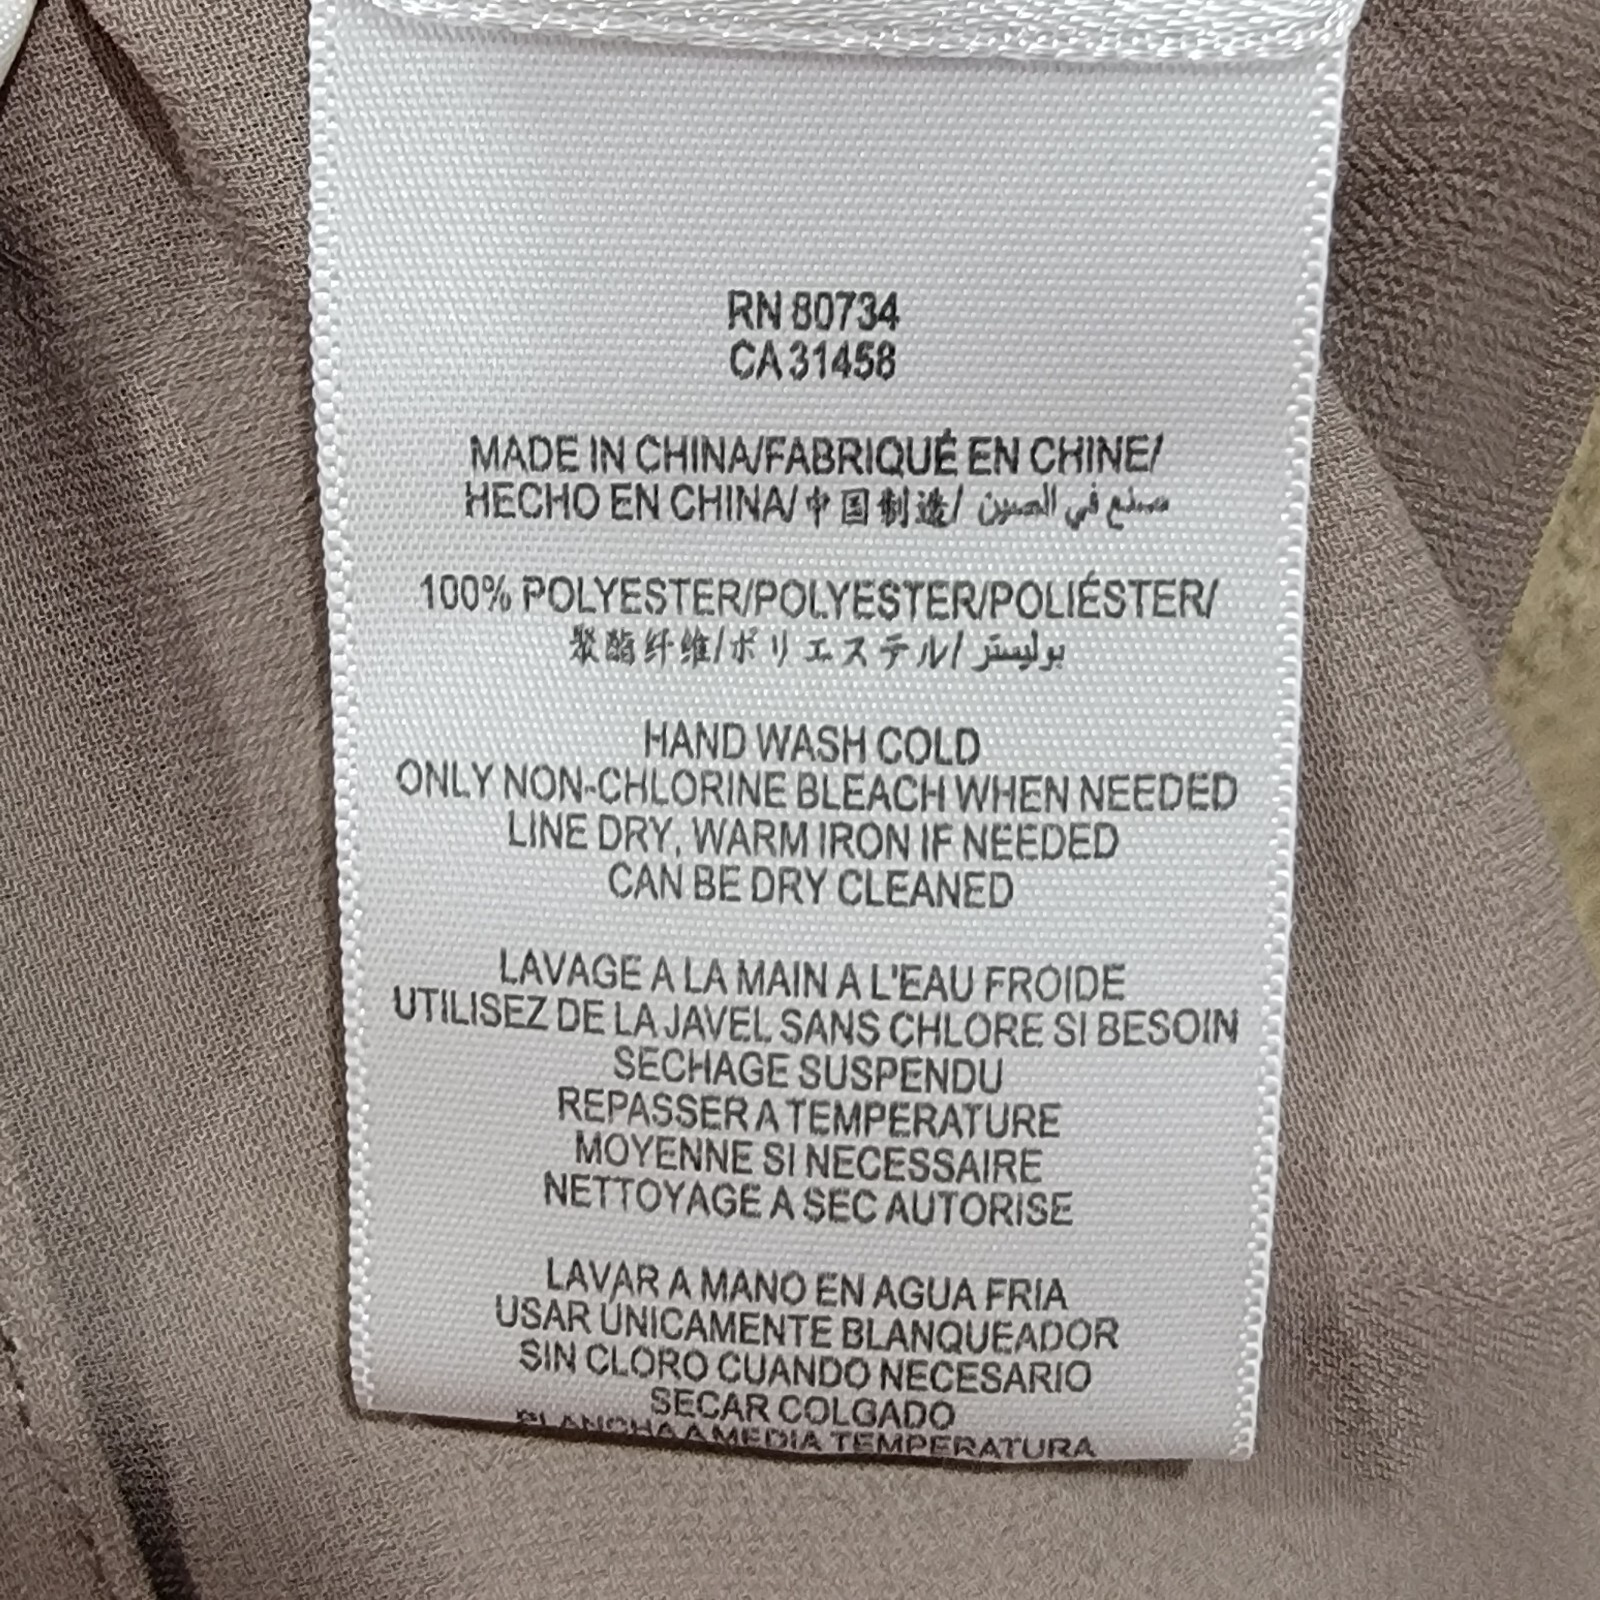 RN 80734
CA 31458
MADE IN CHINA/FABRIQUÉ EN CHINE/
HECHO EN CHINA/中国制造/ صنع في الصين
100% POLYESTER/POLYESTER/POLIÉSTER/
聚酯纤维/ポリエステル/ بوليستر
HAND WASH COLD
ONLY NON-CHLORINE BLEACH WHEN NEEDED
LINE DRY, WARM IRON IF NEEDED
CAN BE DRY CLEANED
LAVAGE A LA MAIN A L'EAU FROIDE
UTILISEZ DE LA JAVEL SANS CHLORE SI BESOIN
SECHAGE SUSPENDU
REPASSER A TEMPERATURE
MOYENNE SI NECESSAIRE
NETTOYAGE A SEC AUTORISE
LAVAR A MANO EN AGUA FRIA
USAR ÚNICAMENTE BLANQUEADOR
SIN CLORO CUANDO NECESARIO
SECAR COLGADO
PLANCHA A MEDIA TEMPERATURA